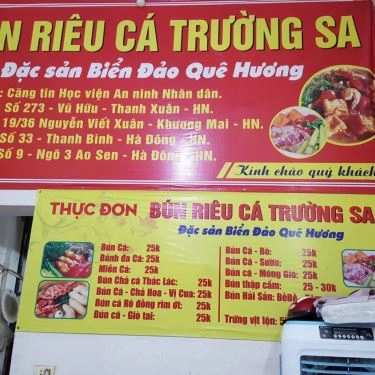 N RIÊU CÁ TRƯỜNG SA
Đặc sản Biển Đảo Quê Hương
: Căng tin Học viện An ninh Nhân dân.
Số 273 - Vũ Hữu - Thanh Xuân - HN.
19/36 Nguyễn Viết Xuân - Khương Mai - HN.
Số 33 - Thanh Bình - Hà Đông - HN.
Số 9 - Ngõ 3 Ao Sen - Hà Đông - HN.
Kính chào quý khách
THỰC ĐƠN BÚN RIÊU CÁ TRƯỜNG SA
Đặc sản Biển Đảo Quê Hương
Bún Cá: 25k
Bánh đa Cá: 25k
Miến Cá: 25k
Bún Chả cá Thác Lác: 25k
Bún Cá - Chả Hoa - Vị Cua: 25k
Bún cá Rô đồng rim ớt: 25k
Bún cá - Giò tai: 25k
Bún Cá - Bò: 25k
Bún Cá - Sườn: 25k
Bún cá - Móng Giò: 25k
Bún thập cẩm: 25 - 30k
Bún Hải Sản: BèBè
Trứng vịt lộn: 5